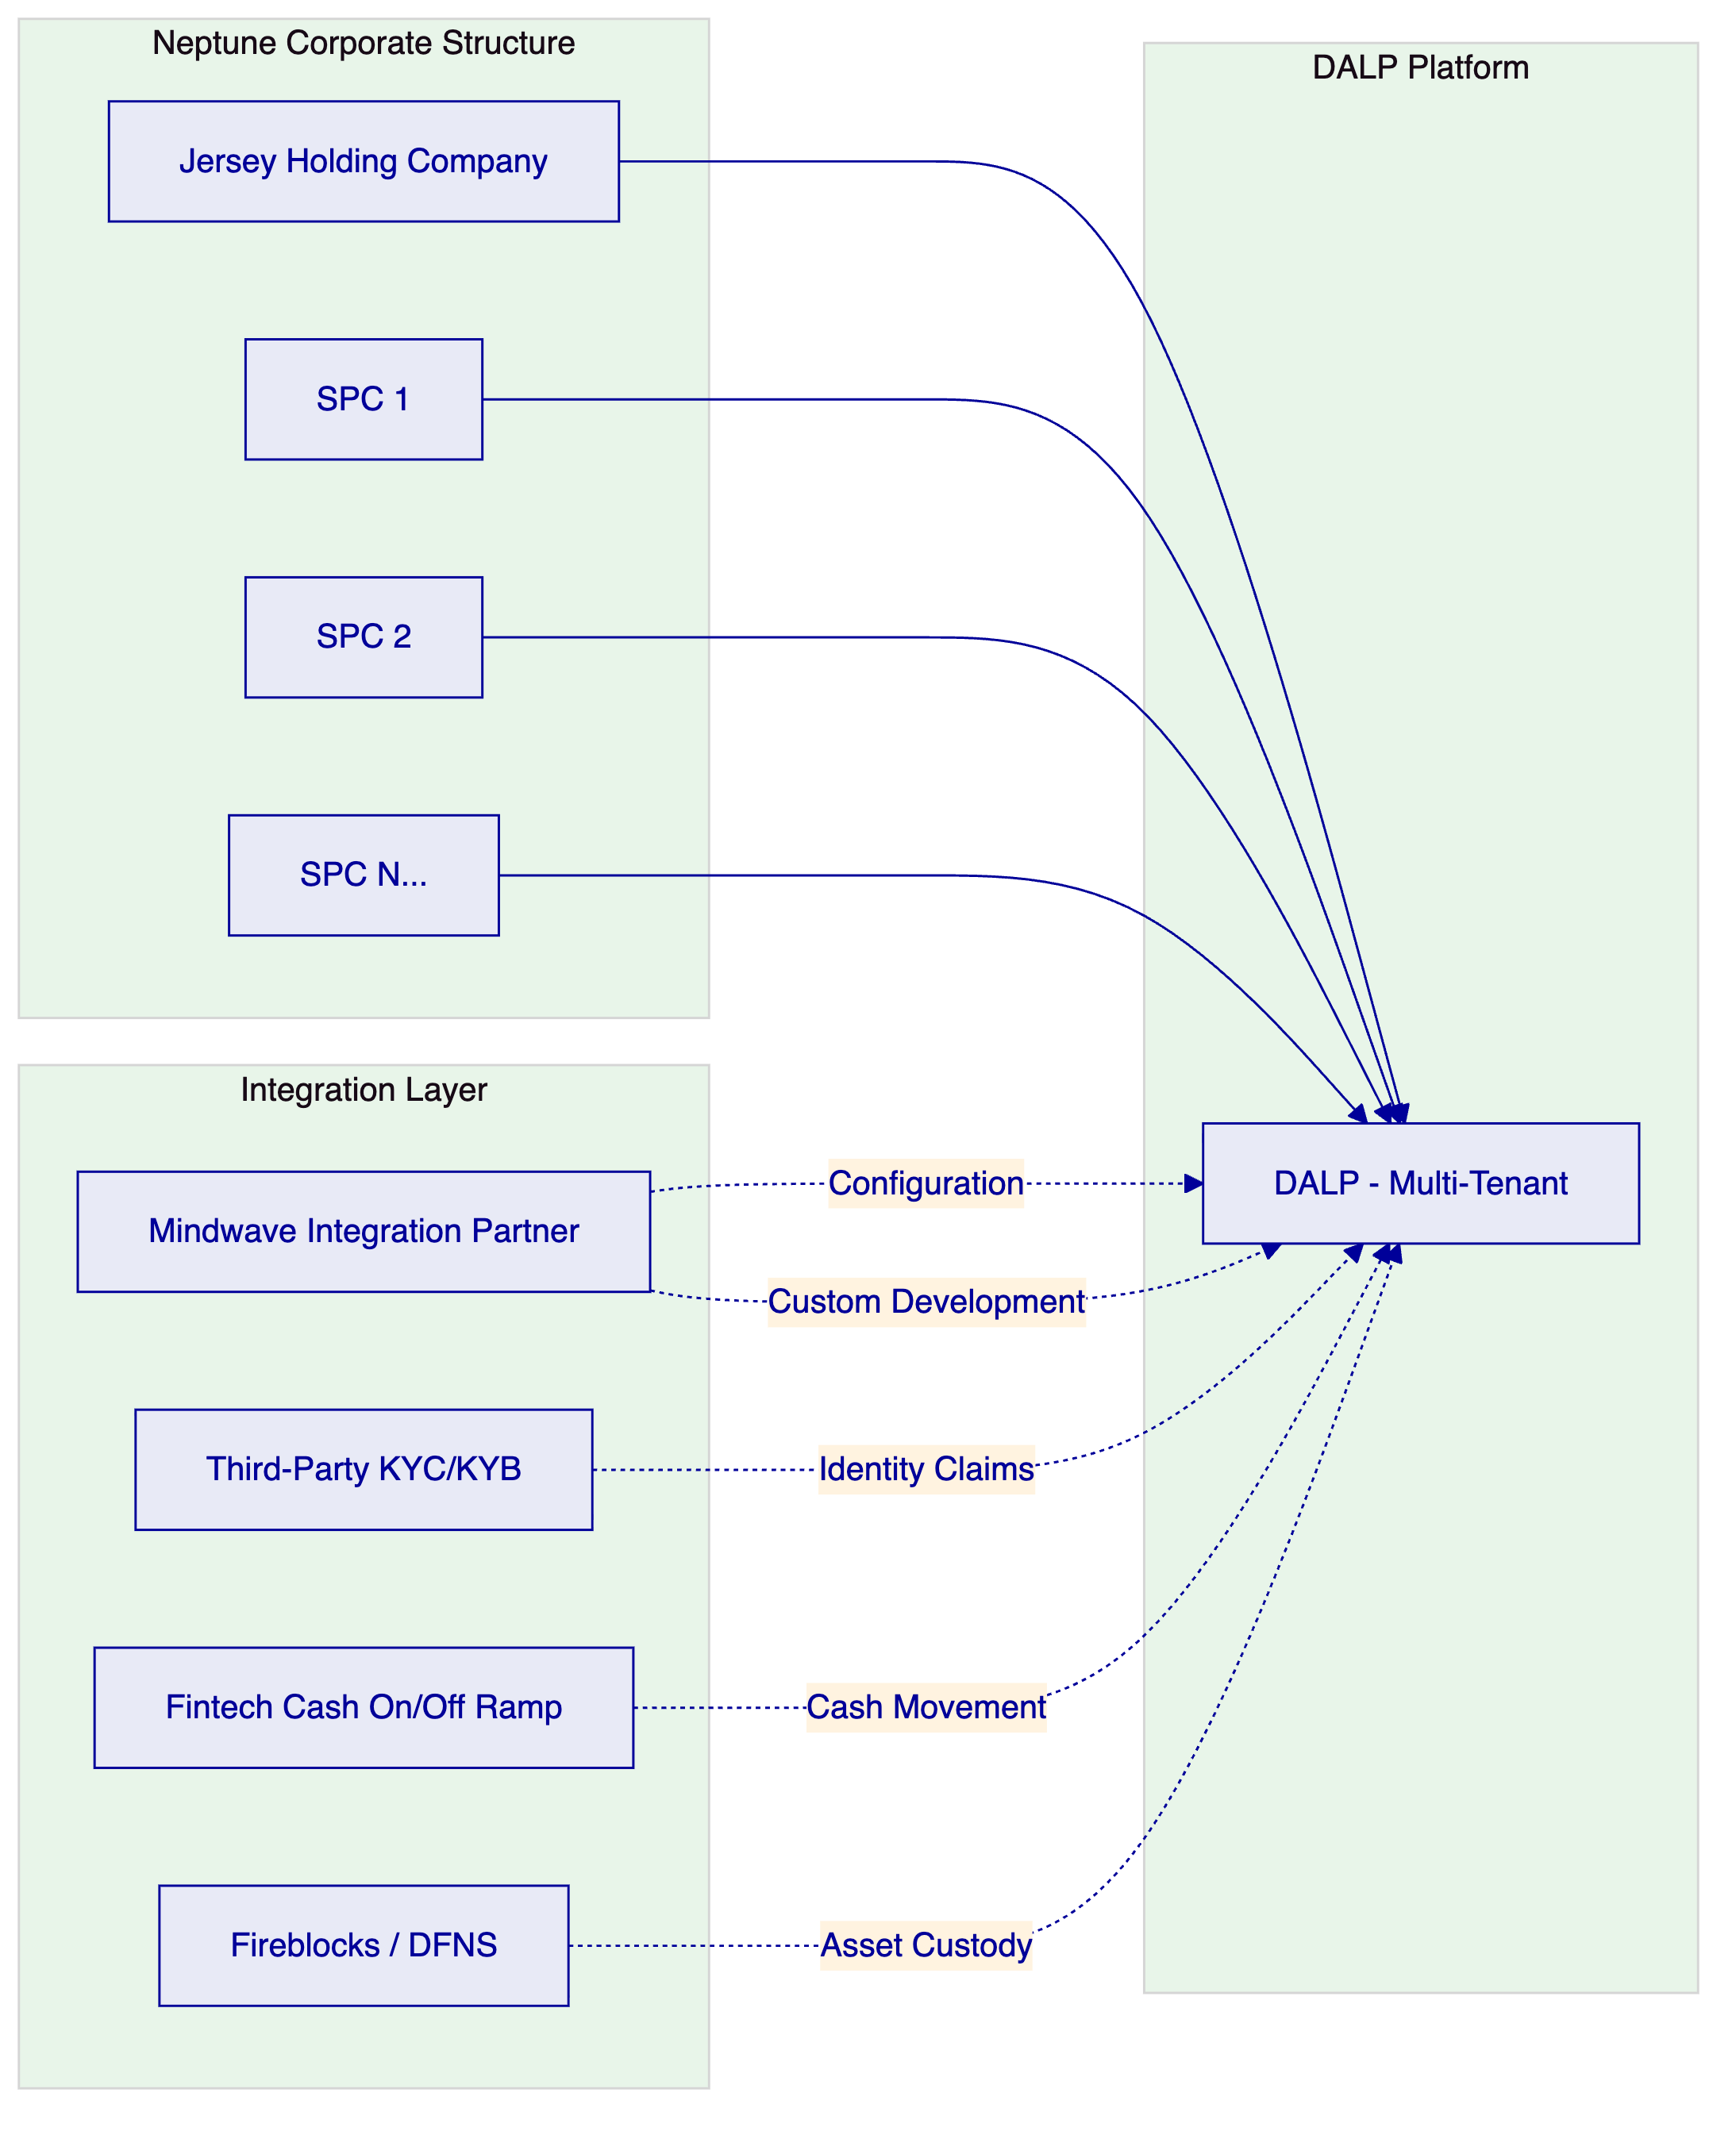 Neptune Corporate Structure
Jersey Holding Company
SPC 1
SPC 2
SPC N...
Integration Layer
Mindwave Integration Partner
Third-Party KYC/KYB
Fintech Cash On/Off Ramp
Fireblocks / DFNS
Configuration
Custom Development
Identity Claims
Cash Movement
Asset Custody
DALP Platform
DALP - Multi-Tenant